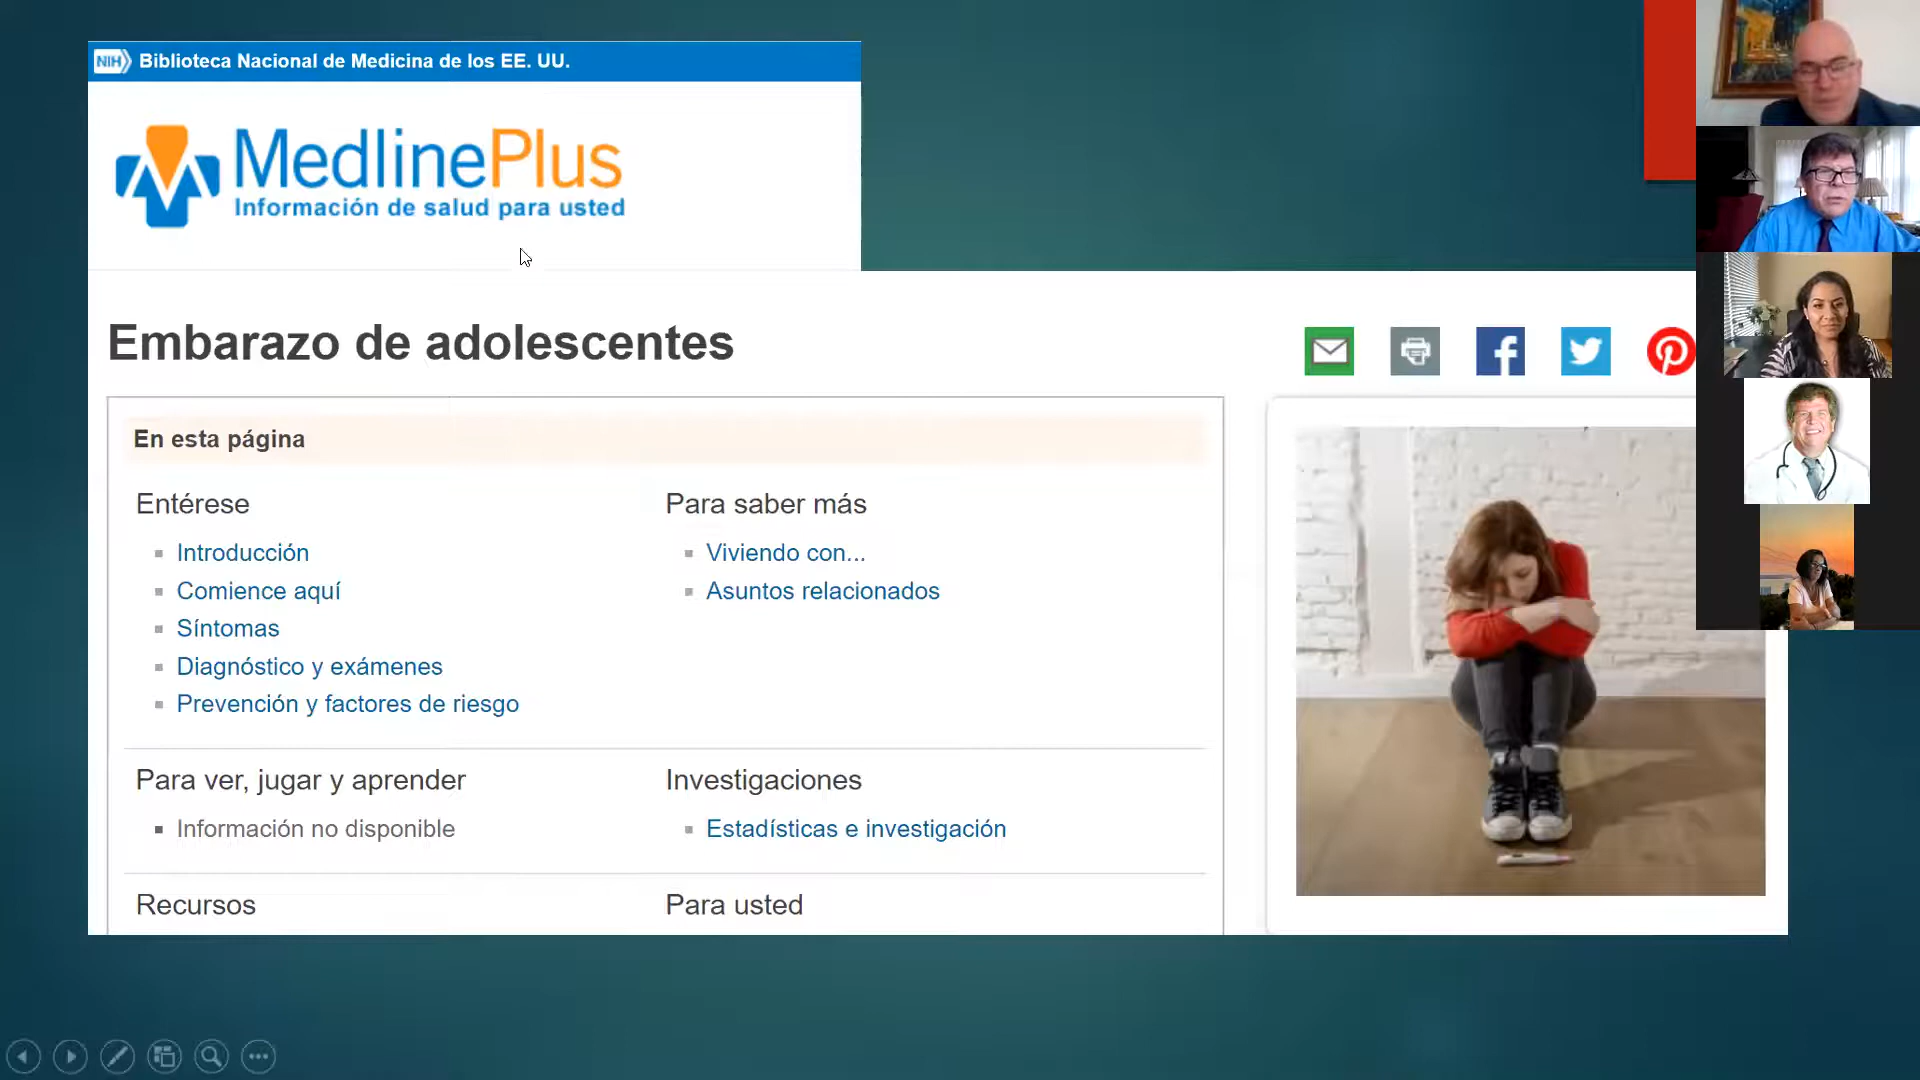 NIH Biblioteca Nacional de Medicina de los EE. UU.
MedlinePlus
Información de salud para usted
Embarazo de adolescentes
En esta página
Entérese
Introducción
Comience aquí
Síntomas
Diagnóstico y exámenes
Prevención y factores de riesgo
Para saber más
Viviendo con...
Asuntos relacionados
Para ver, jugar y aprender
Información no disponible
Investigaciones
Estadísticas e investigación
Recursos
Para usted